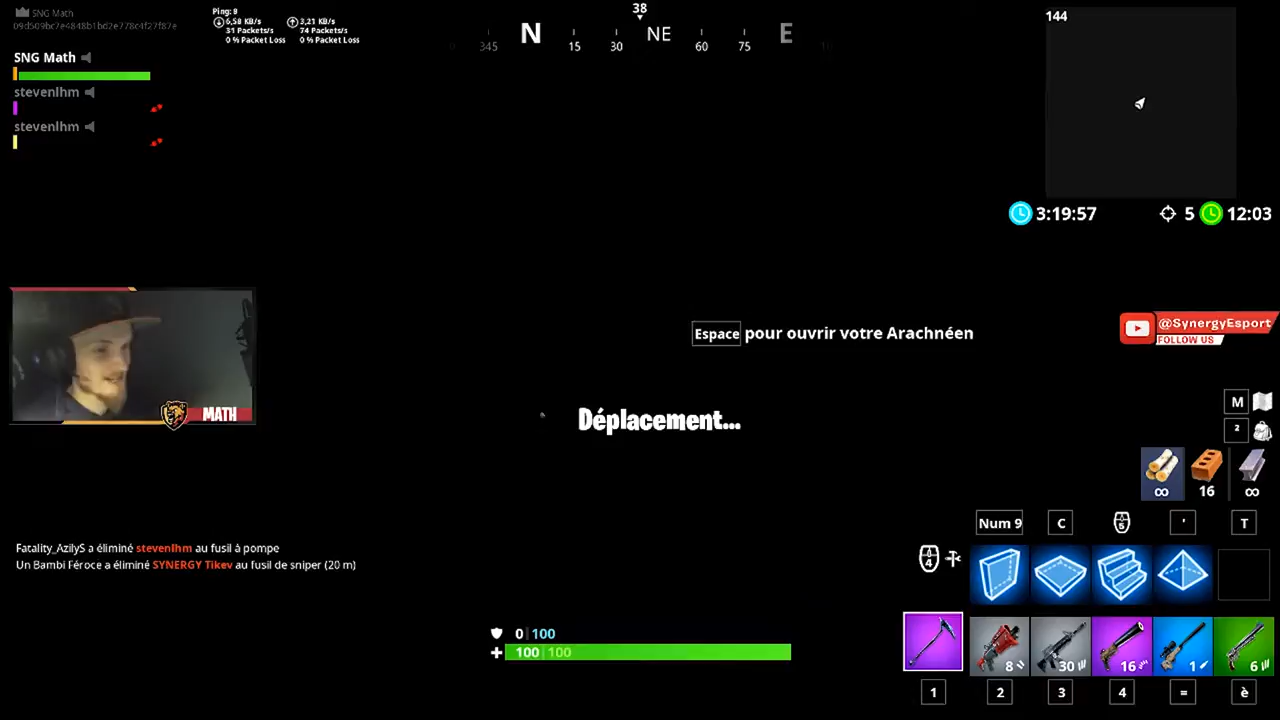 SNG Math
Ping: 8
6,58 KB/s 3,21 KB/s
31 Packets/s 74 Packets/s
0 % Packet Loss 0 % Packet Loss
SNG Math
stevenlhm
stevenlhm
38
345 N 15 30 NE 60 75 E
144
3:19:57 5 12:03
@SynergyEsport
FOLLOW US
Espace pour ouvrir votre Arachnéen
MATH
Déplacement...
M
²
∞ 16 ∞
Num 9 C 5 ' T
4
Fatality_AzilyS a éliminé stevenlhm au fusil à pompe
Un Bambi Féroce a éliminé SYNERGY Tikev au fusil de sniper (20 m)
0 | 100
100 | 100
8 30 16 1 6
1 2 3 4 = è